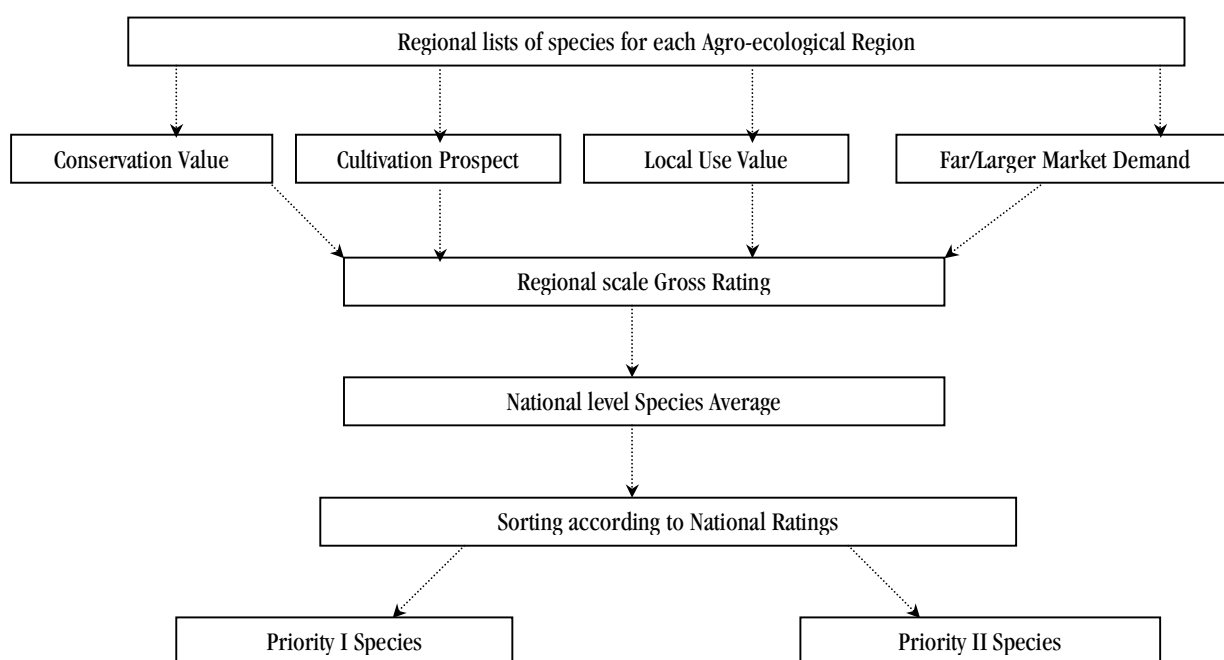 Regional lists of species for each Agro-ecological Region
Conservation Value
Cultivation Prospect
Local Use Value
Far/Larger Market Demand
Regional scale Gross Rating
National level Species Average
Sorting according to National Ratings
Priority I Species
Priority II Species